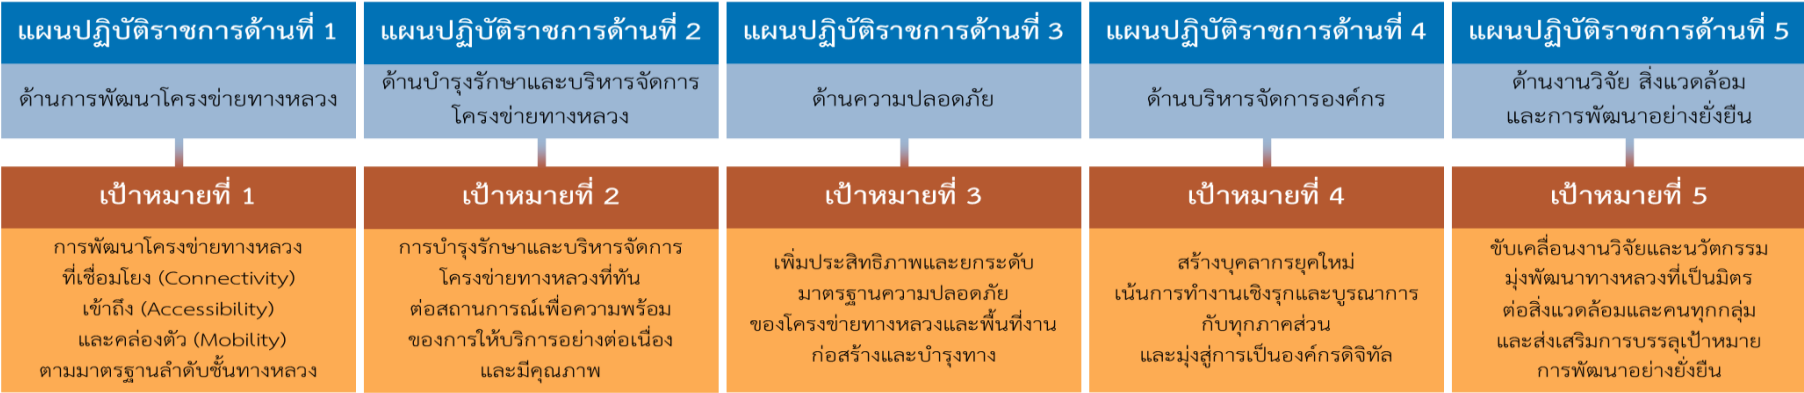 แผนปฏิบัติราชการด้านที่ 1
ด้านการพัฒนาโครงข่ายทางหลวง
เป้าหมายที่ 1
การพัฒนาโครงข่ายทางหลวง
ที่เชื่อมโยง (Connectivity)
เข้าถึง (Accessibility)
และคล่องตัว (Mobility)
ตามมาตรฐานลำดับชั้นทางหลวง
แผนปฏิบัติราชการด้านที่ 2
ด้านบำรุงรักษาและบริหารจัดการ
โครงข่ายทางหลวง
เป้าหมายที่ 2
การบำรุงรักษาและบริหารจัดการ
โครงข่ายทางหลวงที่ทัน
ต่อสถานการณ์เพื่อความพร้อม
ของการให้บริการอย่างต่อเนื่อง
และมีคุณภาพ
แผนปฏิบัติราชการด้านที่ 3
ด้านความปลอดภัย
เป้าหมายที่ 3
เพิ่มประสิทธิภาพและยกระดับ
มาตรฐานความปลอดภัย
ของโครงข่ายทางหลวงและพื้นที่งาน
ก่อสร้างและบำรุงทาง
แผนปฏิบัติราชการด้านที่ 4
ด้านบริหารจัดการองค์กร
เป้าหมายที่ 4
สร้างบุคลากรยุคใหม่
เน้นการทำงานเชิงรุกและบูรณาการ
กับทุกภาคส่วน
และมุ่งสู่การเป็นองค์กรดิจิทัล
แผนปฏิบัติราชการด้านที่ 5
ด้านงานวิจัย สิ่งแวดล้อม
และการพัฒนาอย่างยั่งยืน
เป้าหมายที่ 5
ขับเคลื่อนงานวิจัยและนวัตกรรม
มุ่งพัฒนาทางหลวงที่เป็นมิตร
ต่อสิ่งแวดล้อมและคนทุกกลุ่ม
และส่งเสริมการบรรลุเป้าหมาย
การพัฒนาอย่างยั่งยืน